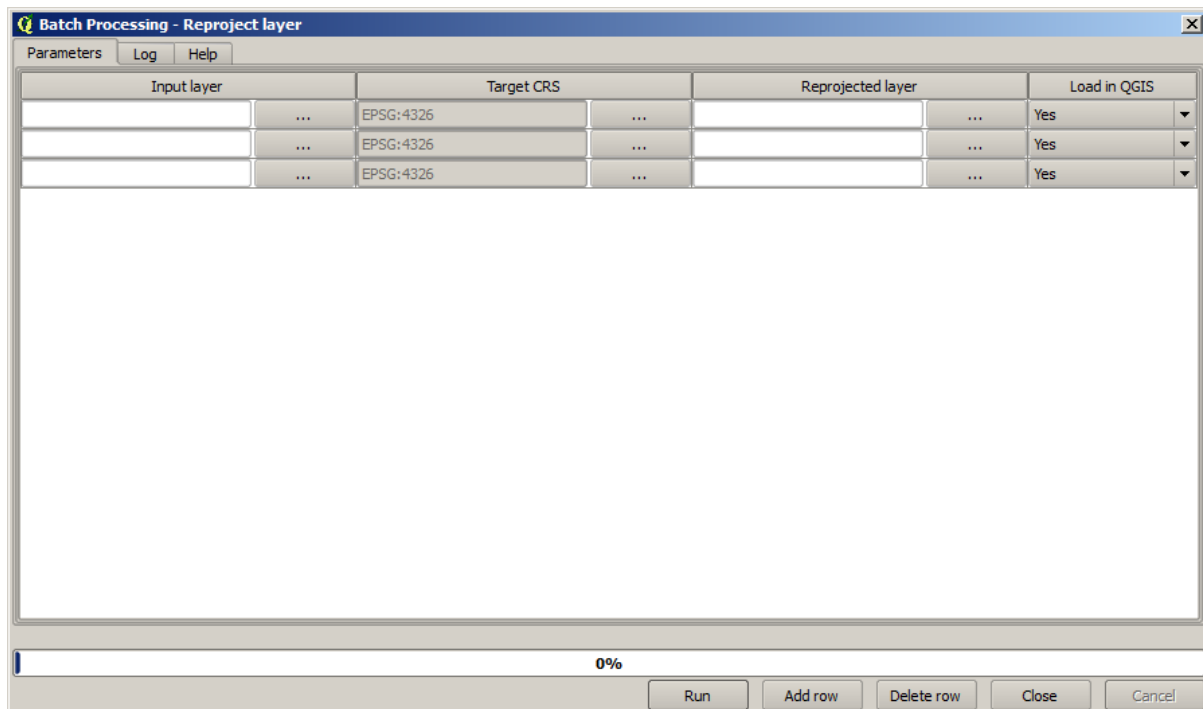 Batch Processing - Reproject layer
Parameters Log Help
Input layer Target CRS Reprojected layer Load in QGIS
... EPSG:4326 ... ... Yes
... EPSG:4326 ... ... Yes
... EPSG:4326 ... ... Yes
0%
Run Add row Delete row Close Cancel